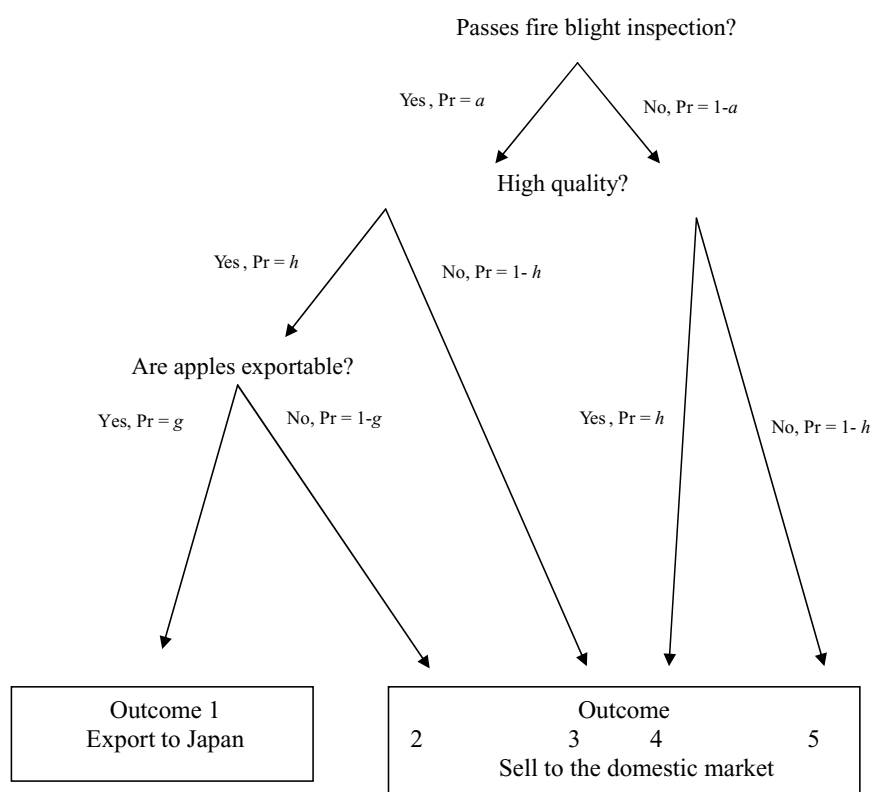 Passes fire blight inspection?
Yes , Pr = a
No, Pr = 1-a
High quality?
Yes , Pr = h
No, Pr = 1- h
Are apples exportable?
Yes, Pr = g
No, Pr = 1-g
Yes , Pr = h
No, Pr = 1- h
Outcome 1
Export to Japan
Outcome
2 3 4 5
Sell to the domestic market